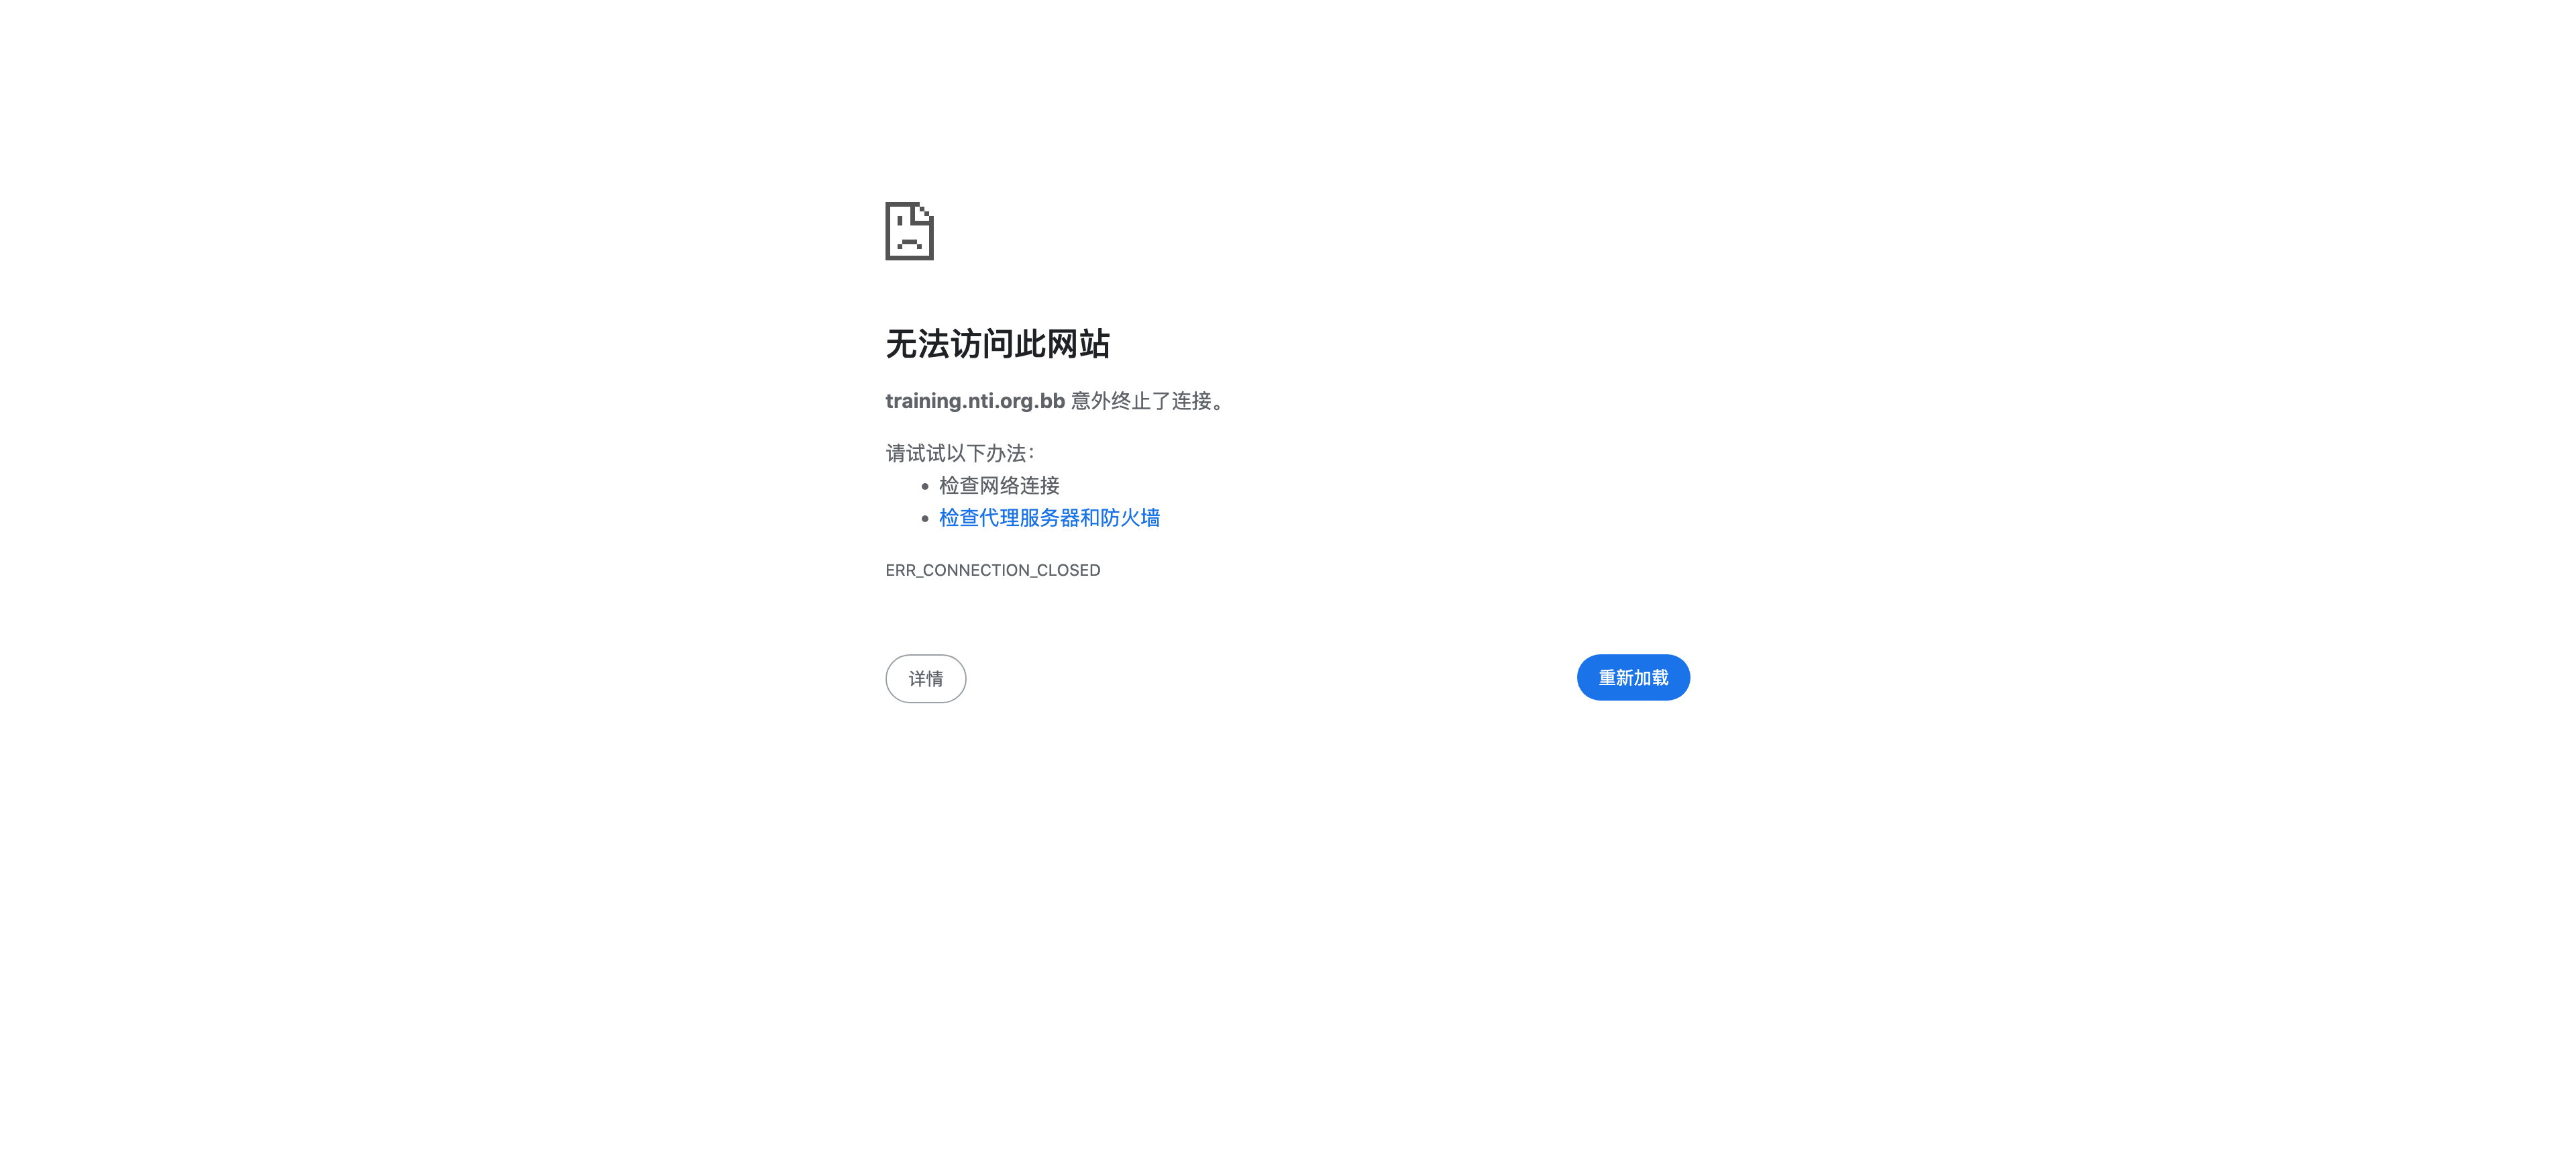 无法访问此网站
training.nti.org.bb 意外终止了连接。
请试试以下办法：
检查网络连接
检查代理服务器和防火墙
ERR_CONNECTION_CLOSED
详情
重新加载